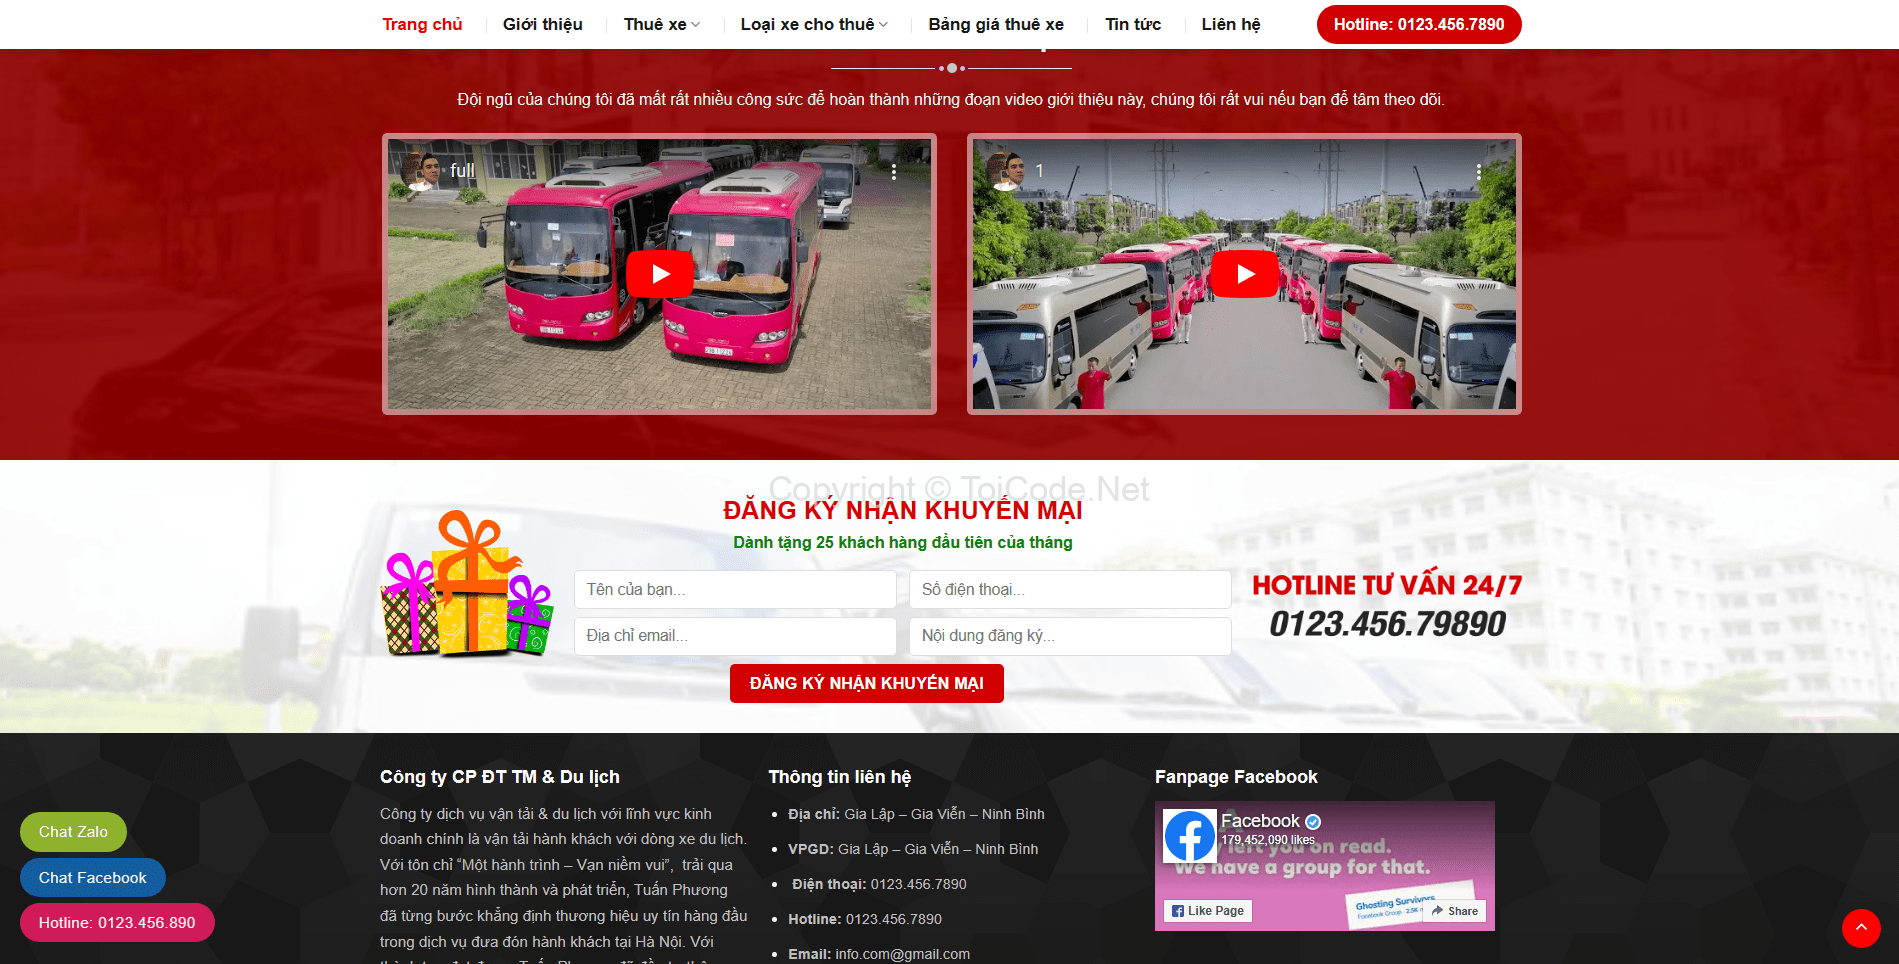 Trang chủ Giới thiệu Thuê xe Loại xe cho thuê Bảng giá thuê xe Tin tức Liên hệ Hotline: 0123.456.7890
Đội ngũ của chúng tôi đã mất rất nhiều công sức để hoàn thành những đoạn video giới thiệu này, chúng tôi rất vui nếu bạn để tâm theo dõi.
full
1
Copyright © ToiCode.Net
ĐĂNG KÝ NHẬN KHUYẾN MẠI
Dành tặng 25 khách hàng đầu tiên của tháng
Tên của bạn... Số điện thoại...
Địa chỉ email... Nội dung đăng ký...
ĐĂNG KÝ NHẬN KHUYẾN MẠI
HOTLINE TƯ VẤN 24/7
0123.456.79890
Công ty CP ĐT TM & Du lịch
Công ty dịch vụ vận tải & du lịch với lĩnh vực kinh
doanh chính là vận tải hành khách với dòng xe du lịch.
Với tôn chỉ “Một hành trình – Vạn niềm vui”, trải qua
hơn 20 năm hình thành và phát triển, Tuấn Phương
đã từng bước khẳng định thương hiệu uy tín hàng đầu
trong dịch vụ đưa đón hành khách tại Hà Nội. Với
Thông tin liên hệ
Địa chỉ: Gia Lập – Gia Viễn – Ninh Bình
VPGD: Gia Lập – Gia Viễn – Ninh Bình
Điện thoại: 0123.456.7890
Hotline: 0123.456.7890
Email: info.com@gmail.com
Fanpage Facebook
Facebook
179,452,090 likes
left you on read.
We have a group for that.
Ghosting Survivors
Facebook Group
Like Page
Share
Chat Zalo
Chat Facebook
Hotline: 0123.456.890